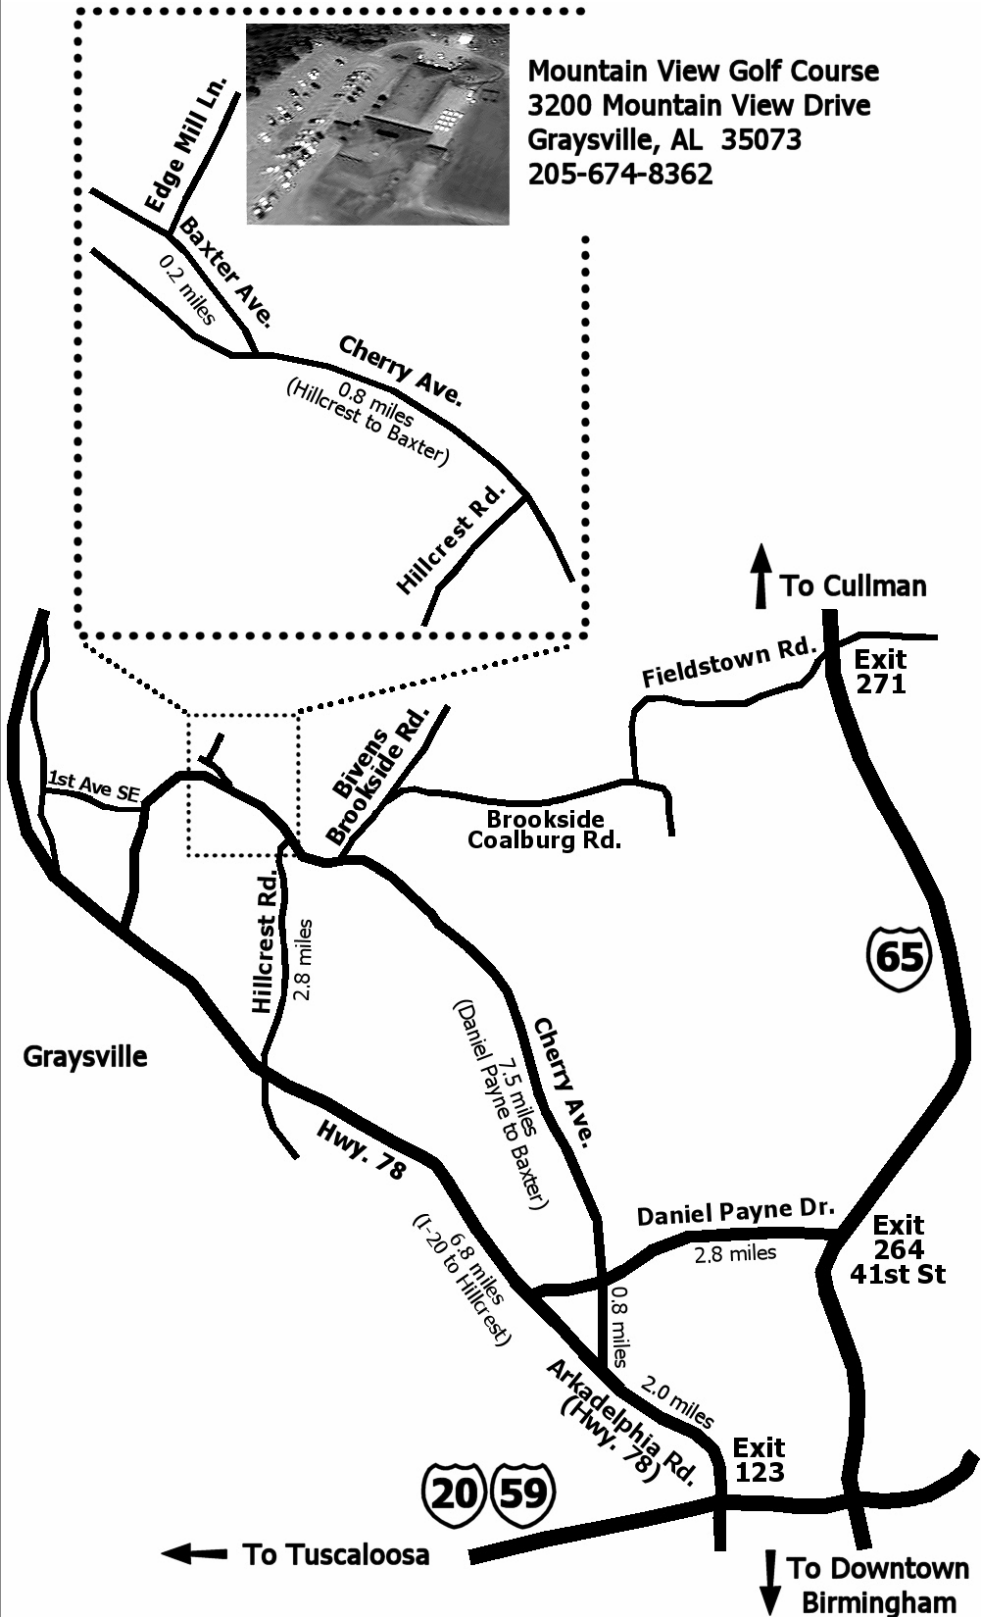 Mountain View Golf Course
3200 Mountain View Drive
Graysville, AL  35073
205-674-8362
Edge Mill Ln.
Baxter Ave.
0.2 miles
Cherry Ave.
0.8 miles
(Hillcrest to Baxter)
Hillcrest Rd.
To Cullman
Fieldstown Rd.
Exit
271
Bivens
Brookside Rd.
1st Ave SE
Brookside
Coalburg Rd.
Hillcrest Rd.
2.8 miles
65
Graysville
Cherry Ave.
7.5 miles
(Daniel Payne to Baxter)
Hwy. 78
6.8 miles
(I-20 to Hillcrest)
Daniel Payne Dr.
2.8 miles
Exit
264
41st St
0.8 miles
2.0 miles
Arkadelphia Rd.
(Hwy. 78)
Exit
123
20 59
To Tuscaloosa
To Downtown
Birmingham